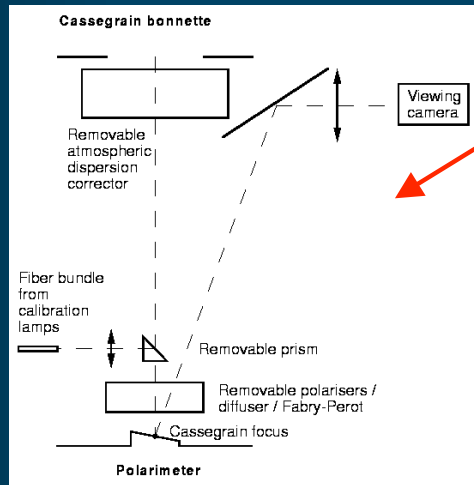 Cassegrain bonnette
Viewing
camera
Removable
atmospheric
dispersion
corrector
Fiber bundle
from
calibration
lamps
Removable prism
Removable polarisers /
diffuser / Fabry-Perot
Cassegrain focus
Polarimeter